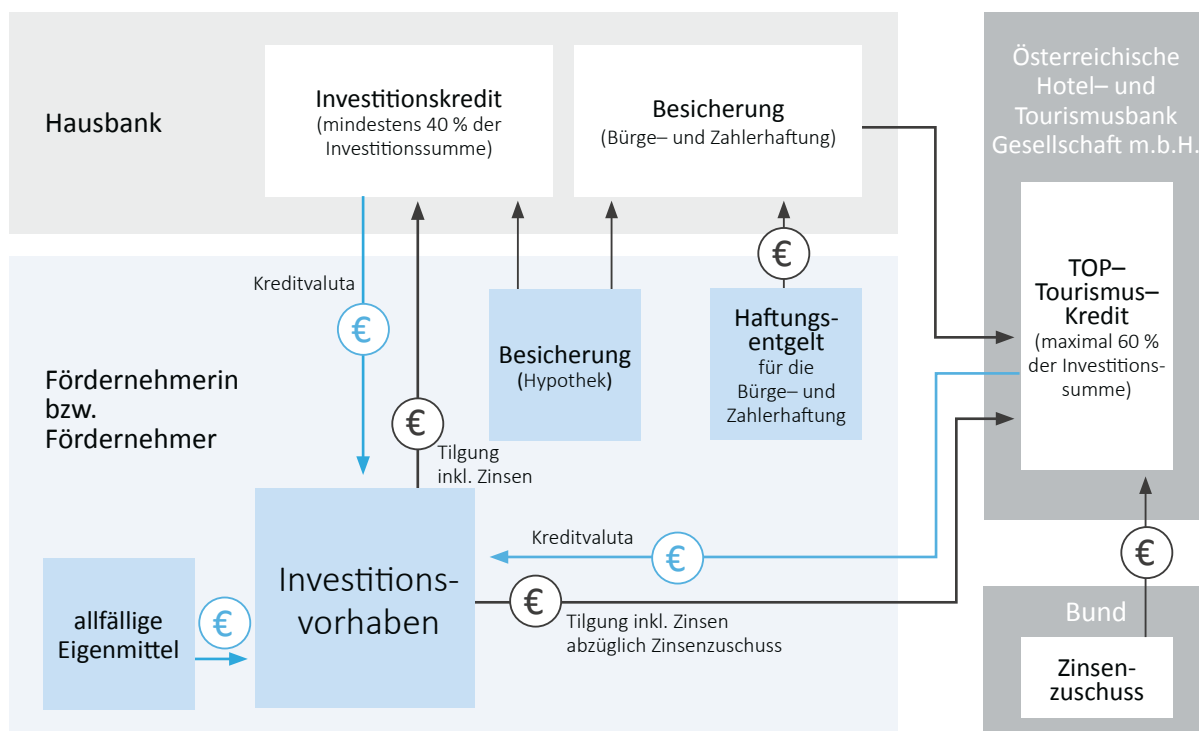 Hausbank
Investitionskredit
(mindestens 40 % der
Investitionssumme)
Besicherung
(Bürge– und Zahlerhaftung)
Österreichische
Hotel– und
Tourismusbank
Gesellschaft m.b.H.
TOP–
Tourismus–
Kredit
(maximal 60 %
der Investitions-
summe)
€
Kreditvaluta
€
Besicherung
(Hypothek)
Haftungs-
entgelt
für die
Bürge– und
Zahlerhaftung
Fördernehmerin
bzw.
Fördernehmer
€
Tilgung
inkl. Zinsen
Investitions-
vorhaben
Kreditvaluta
€
€
Tilgung inkl. Zinsen
abzüglich Zinsenzuschuss
allfällige
Eigenmittel
€
€
Bund
Zinsen-
zuschuss